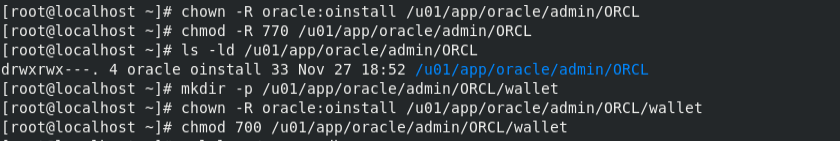 [root@localhost ~]# chown -R oracle:oinstall /u01/app/oracle/admin/ORCL
[root@localhost ~]# chmod -R 770 /u01/app/oracle/admin/ORCL
[root@localhost ~]# ls -ld /u01/app/oracle/admin/ORCL
drwxrwx---. 4 oracle oinstall 33 Nov 27 18:52 /u01/app/oracle/admin/ORCL
[root@localhost ~]# mkdir -p /u01/app/oracle/admin/ORCL/wallet
[root@localhost ~]# chown -R oracle:oinstall /u01/app/oracle/admin/ORCL/wallet
[root@localhost ~]# chmod 700 /u01/app/oracle/admin/ORCL/wallet